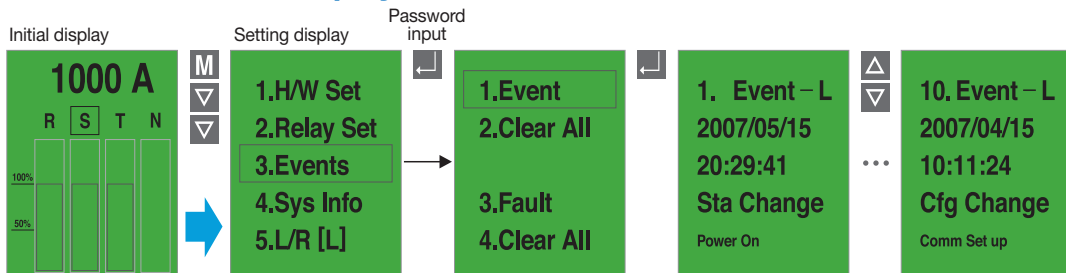 Initial display
1000 A
R S T N
100%
50%
M
Setting display
1.H/W Set
2.Relay Set
3.Events
4.Sys Info
5.L/R [L]
Password
input
1.Event
2.Clear All
3.Fault
4.Clear All
1. Event－L
2007/05/15
20:29:41
Sta Change
Power On
...
10. Event－L
2007/04/15
10:11:24
Cfg Change
Comm Set up